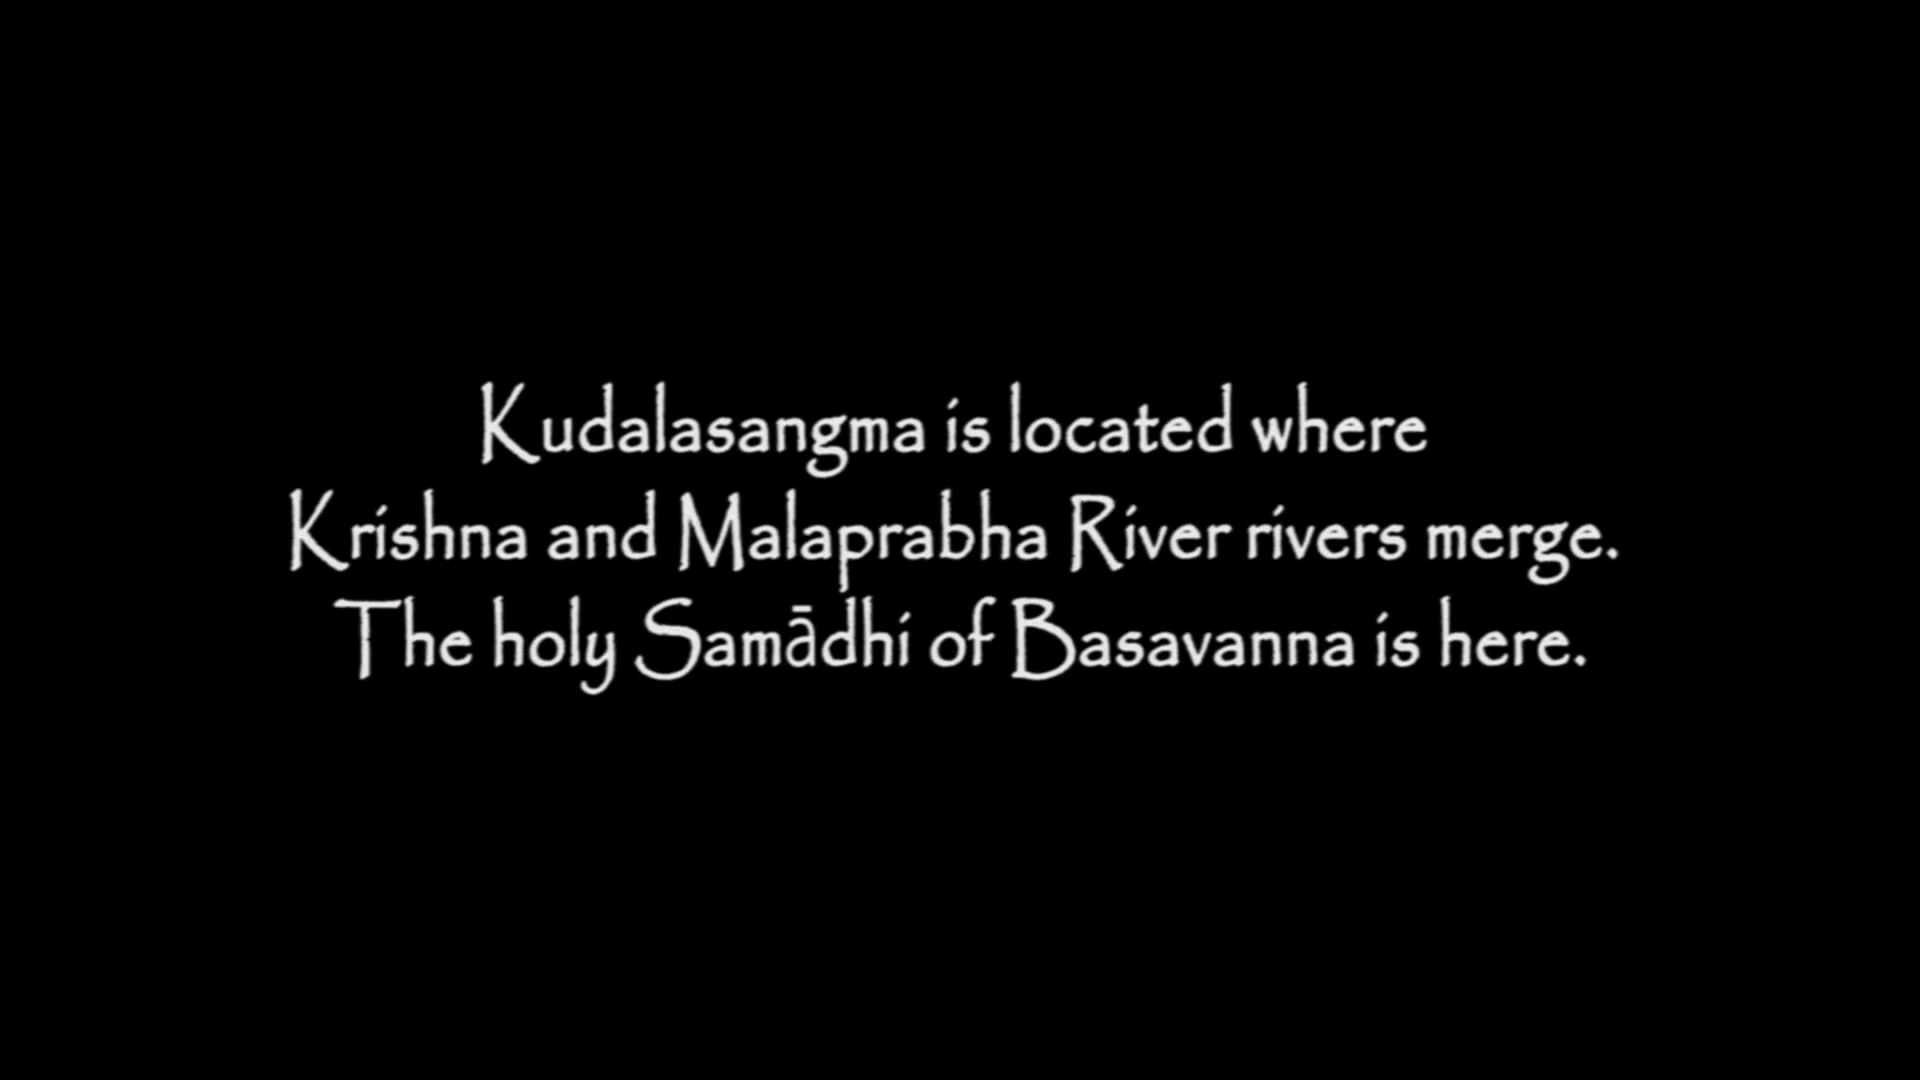 Kudalasangma is located where
Krishna and Malaprabha River rivers merge.
The holy Samādhi of Basavanna is here.